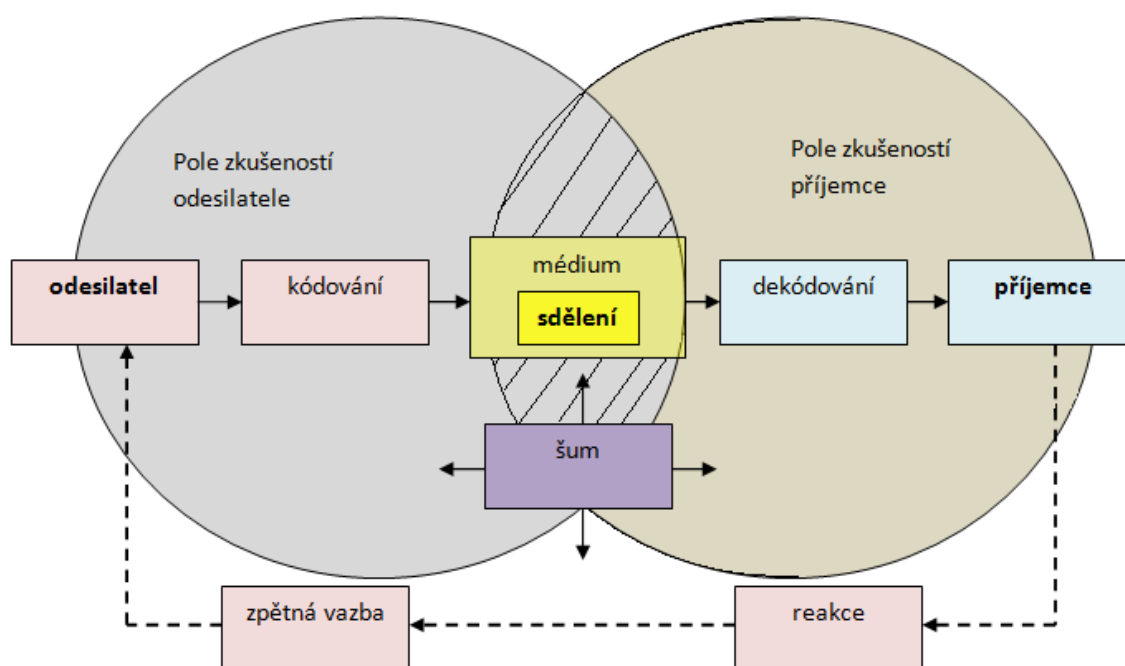 Pole zkušeností
odesilatele
Pole zkušeností
příjemce
odesilatel
kódování
médium
sdělení
dekódování
příjemce
šum
zpětná vazba
reakce